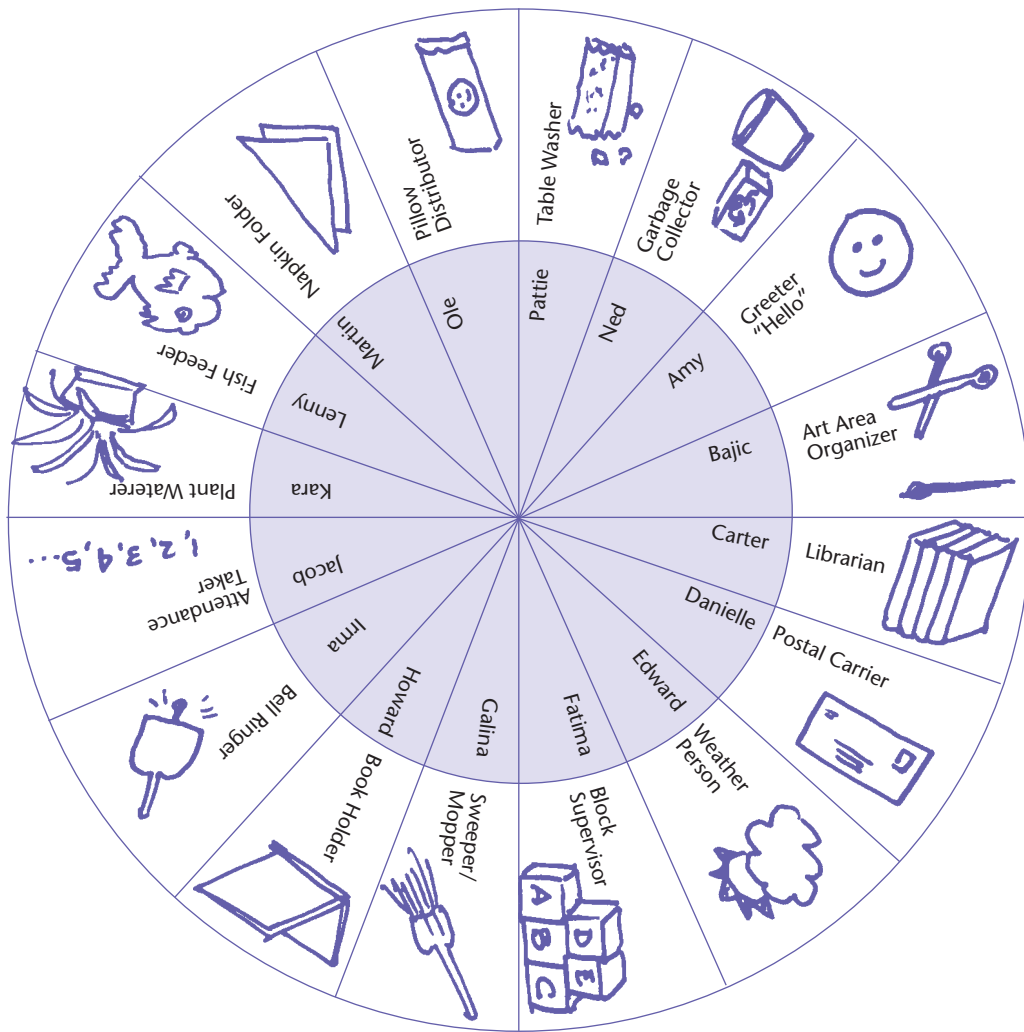 Table Washer
Pattie
Garbage
Collector
Ned
Greeter
„Hello”
Amy
Art Area
Organizer
Bajic
Librarian
Carter
Postal Carrier
Danielle
Weather
Person
Edward
Block
Supervisor
A
B
C
D
E
Fatima
Sweeper/
Mopper
Galina
Book Holder
Howard
Bell Ringer
Irma
Attendance
Taker
1, 2, 3, 4, 5...
Jacob
Plant Waterer
Kara
Fish Feeder
Lenny
Napkin Folder
Martin
Pillow
Distributor
Ole